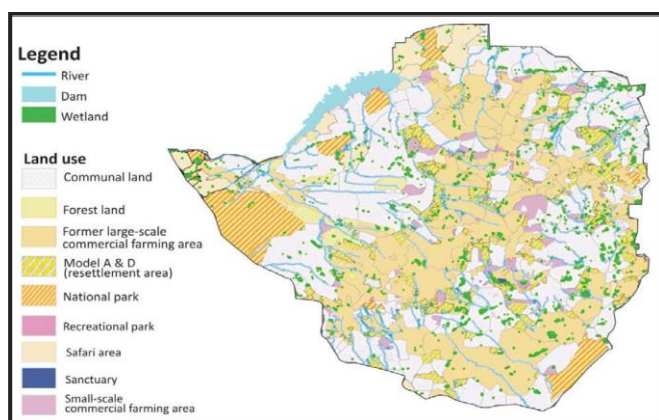 Legend
River
Dam
Wetland
Land use
Communal land
Forest land
Former large-scale
commercial farming area
Model A & D
(resettlement area)
National park
Recreational park
Safari area
Sanctuary
Small-scale
commercial farming area